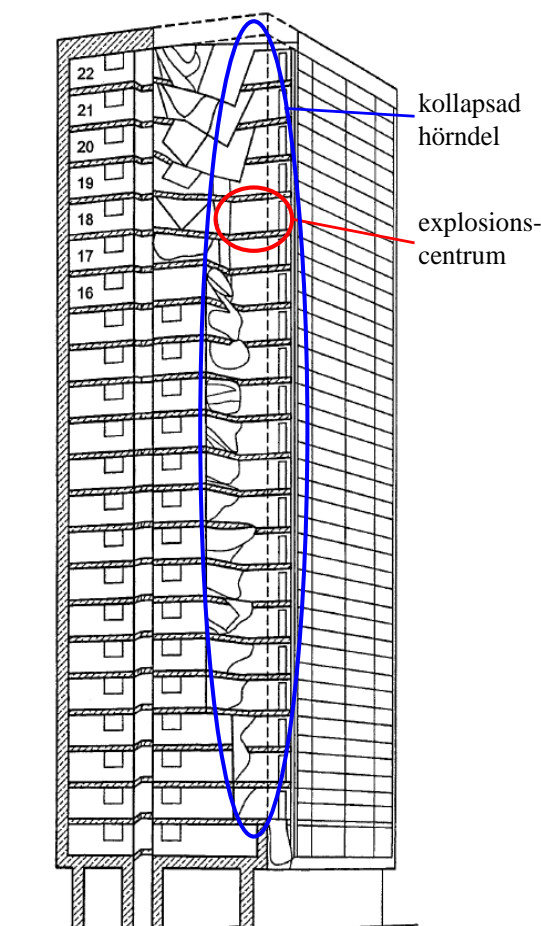 22
21
20
19
18
17
16
kollapsad
hörndel
explosions-
centrum